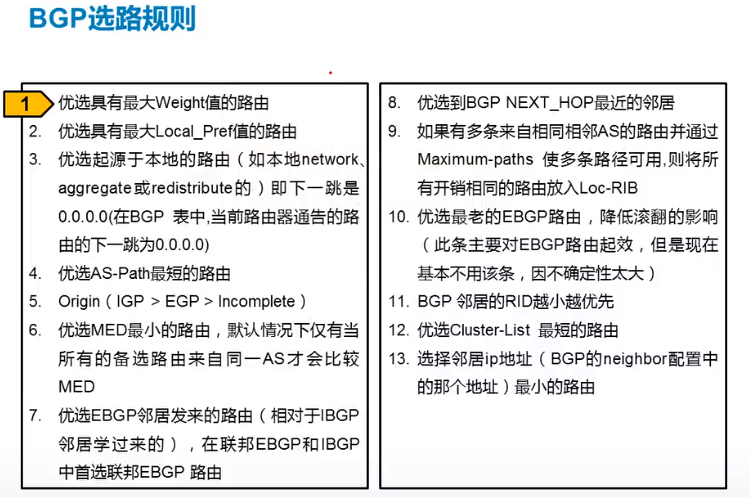 BGP选路规则
1 优选具有最大Weight值的路由
2. 优选具有最大Local_Pref值的路由
3. 优选起源于本地的路由（如本地network、
aggregate或redistribute的）即下一跳是
0.0.0.0(在BGP 表中,当前路由器通告的路
由的下一跳为0.0.0.0)
4. 优选AS-Path最短的路由
5. Origin（IGP > EGP > Incomplete）
6. 优选MED最小的路由，默认情况下仅有当
所有的备选路由来自同一AS才会比较
MED
7. 优选EBGP邻居发来的路由（相对于IBGP
邻居学过来的），在联邦EBGP和IBGP
中首选联邦EBGP 路由
8. 优选到BGP NEXT_HOP最近的邻居
9. 如果有多条来自相同相邻AS的路由并通过
Maximum-paths 使多条路径可用,则将所
有开销相同的路由放入Loc-RIB
10. 优选最老的EBGP路由，降低滚翻的影响
（此条主要对EBGP路由起效，但是现在
基本不用该条，因不确定性太大）
11. BGP 邻居的RID越小越优先
12. 优选Cluster-List 最短的路由
13. 选择邻居ip地址（BGP的neighbor配置中
的那个地址）最小的路由